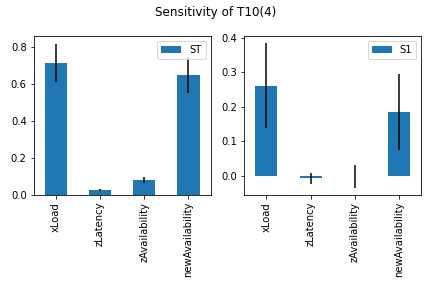 Sensitivity of T10(4)
ST
0.8
0.6
0.4
0.2
0.0
xLoad
zLatency
zAvailability
newAvailability
S1
0.4
0.3
0.2
0.1
0.0
xLoad
zLatency
zAvailability
newAvailability